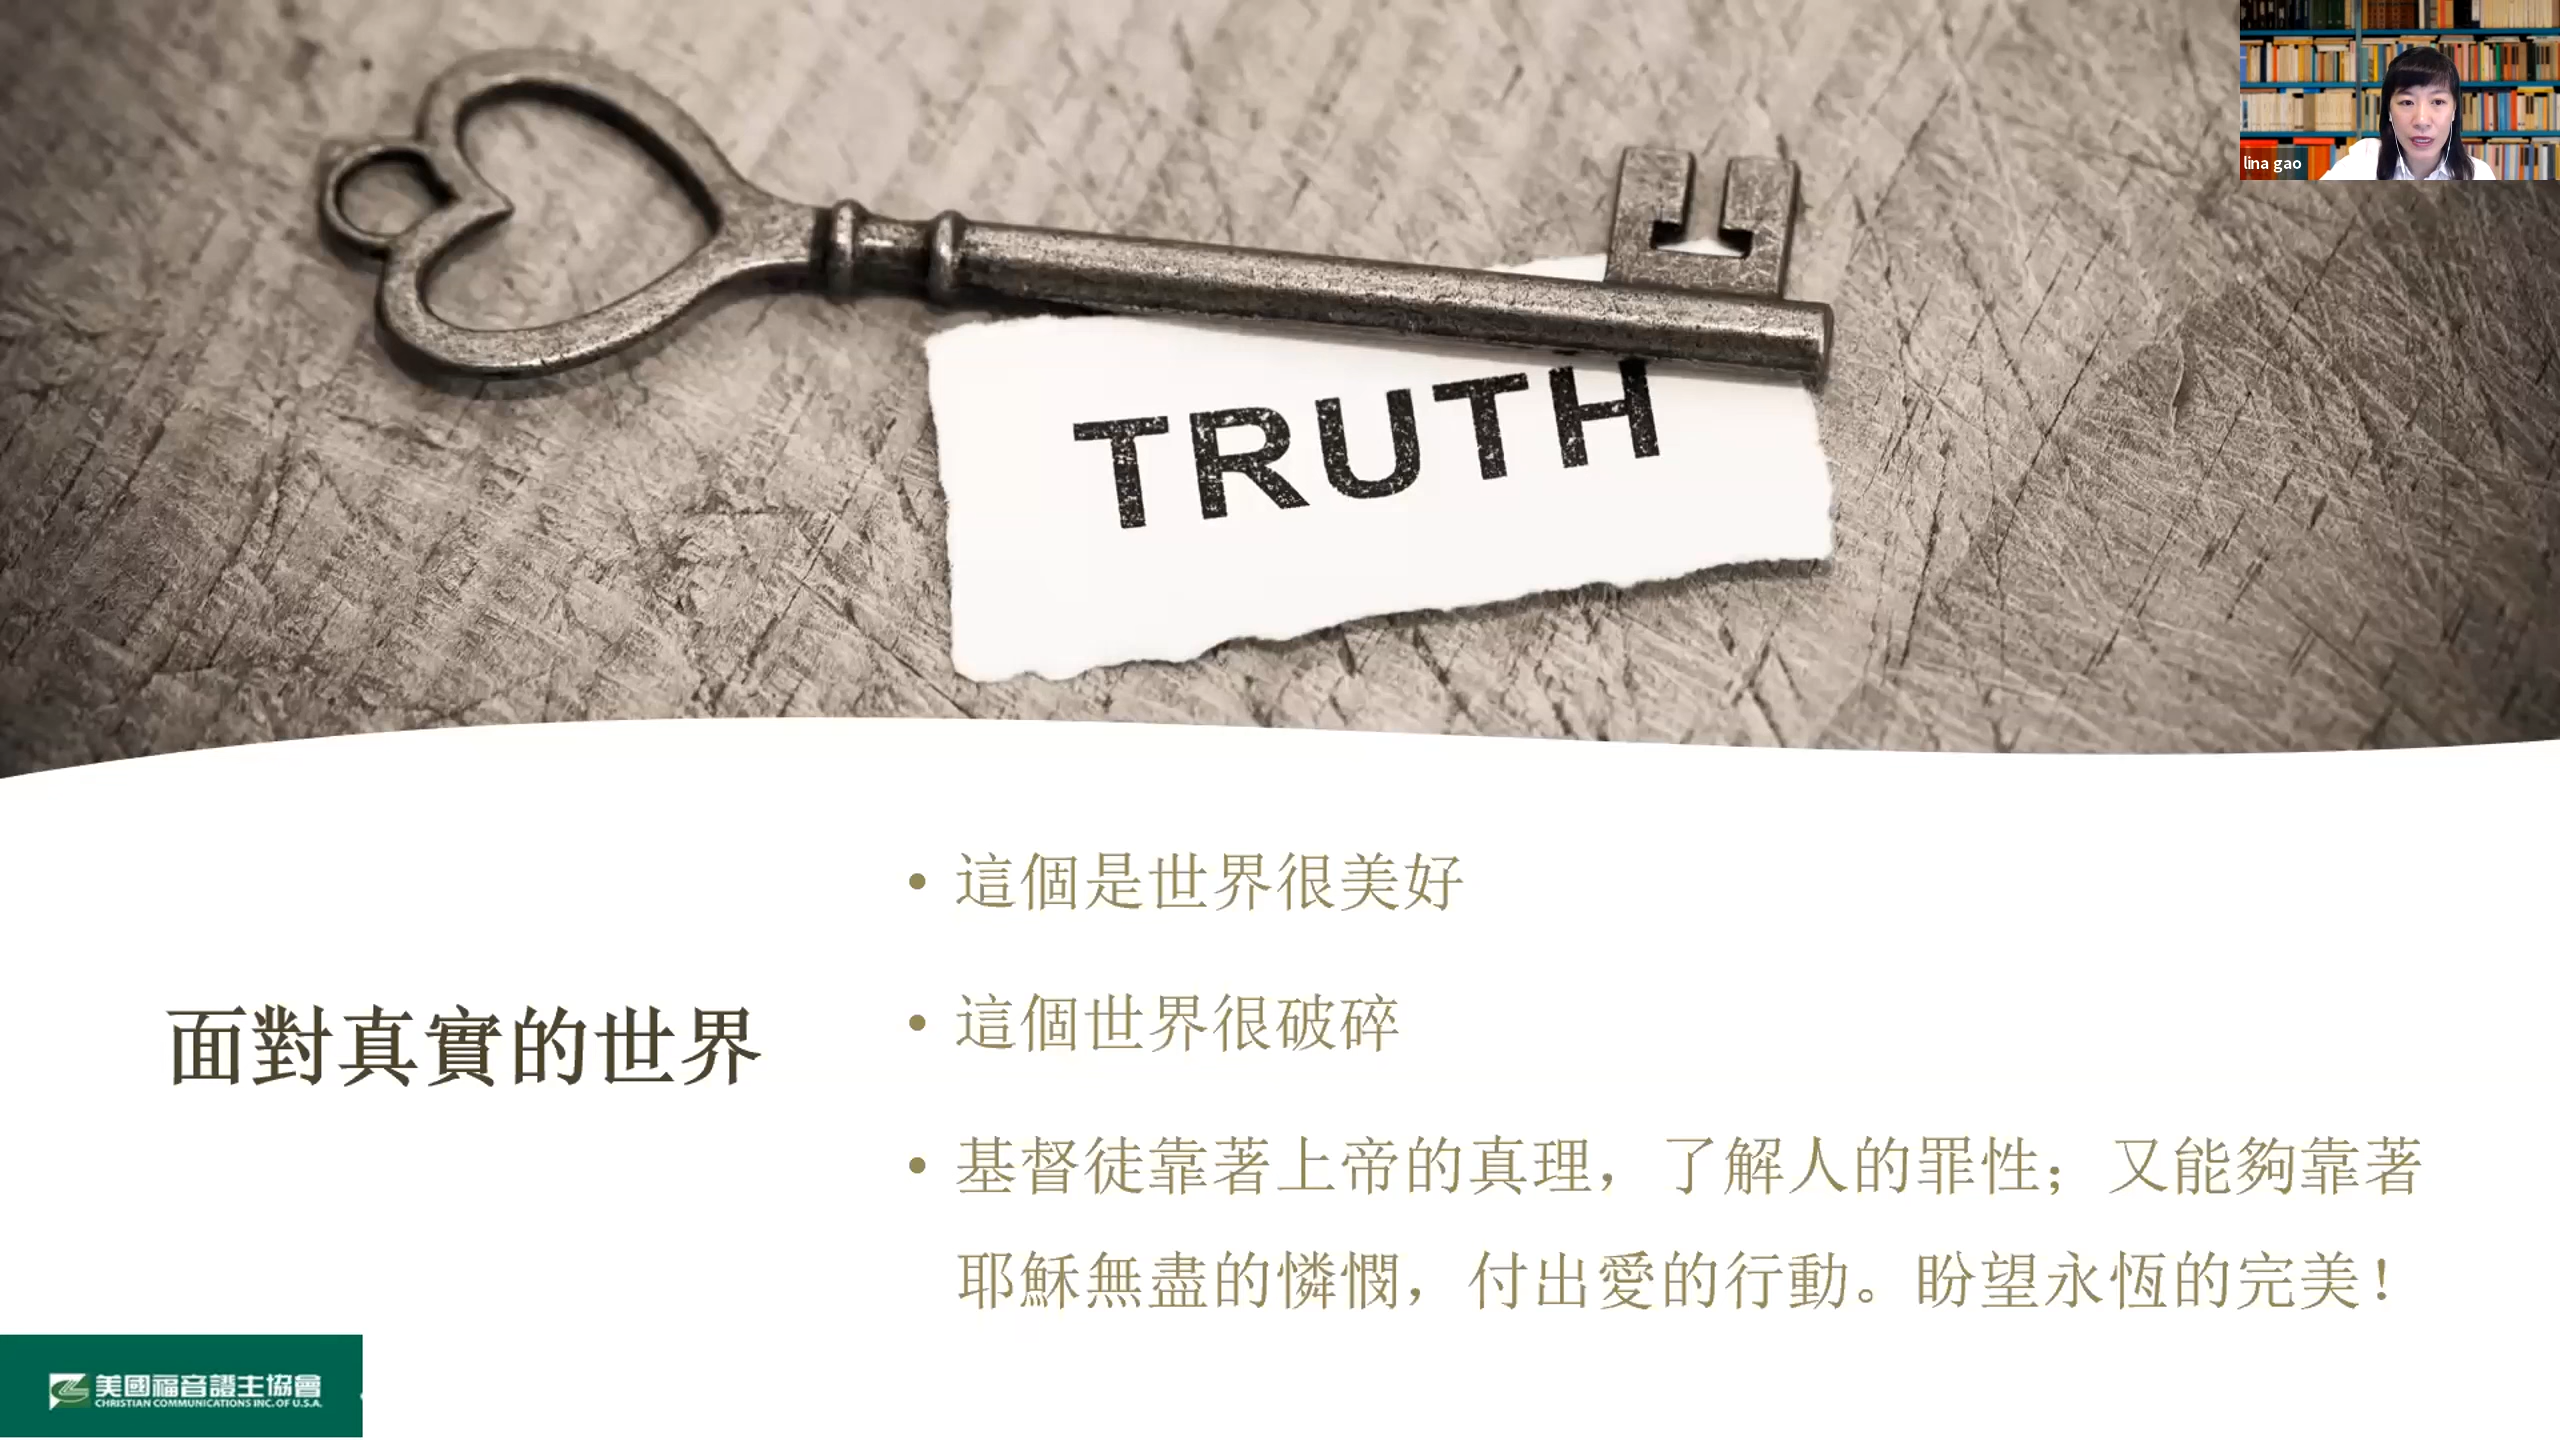 lina gao
TRUTH
面對真實的世界
• 這個是世界很美好
• 這個世界很破碎
• 基督徒靠著上帝的真理，了解人的罪性；又能夠靠著
耶穌無盡的憐憫，付出愛的行動。盼望永恆的完美！
美國福音證主協會
CHRISTIAN COMMUNICATIONS INC. OF U.S.A.